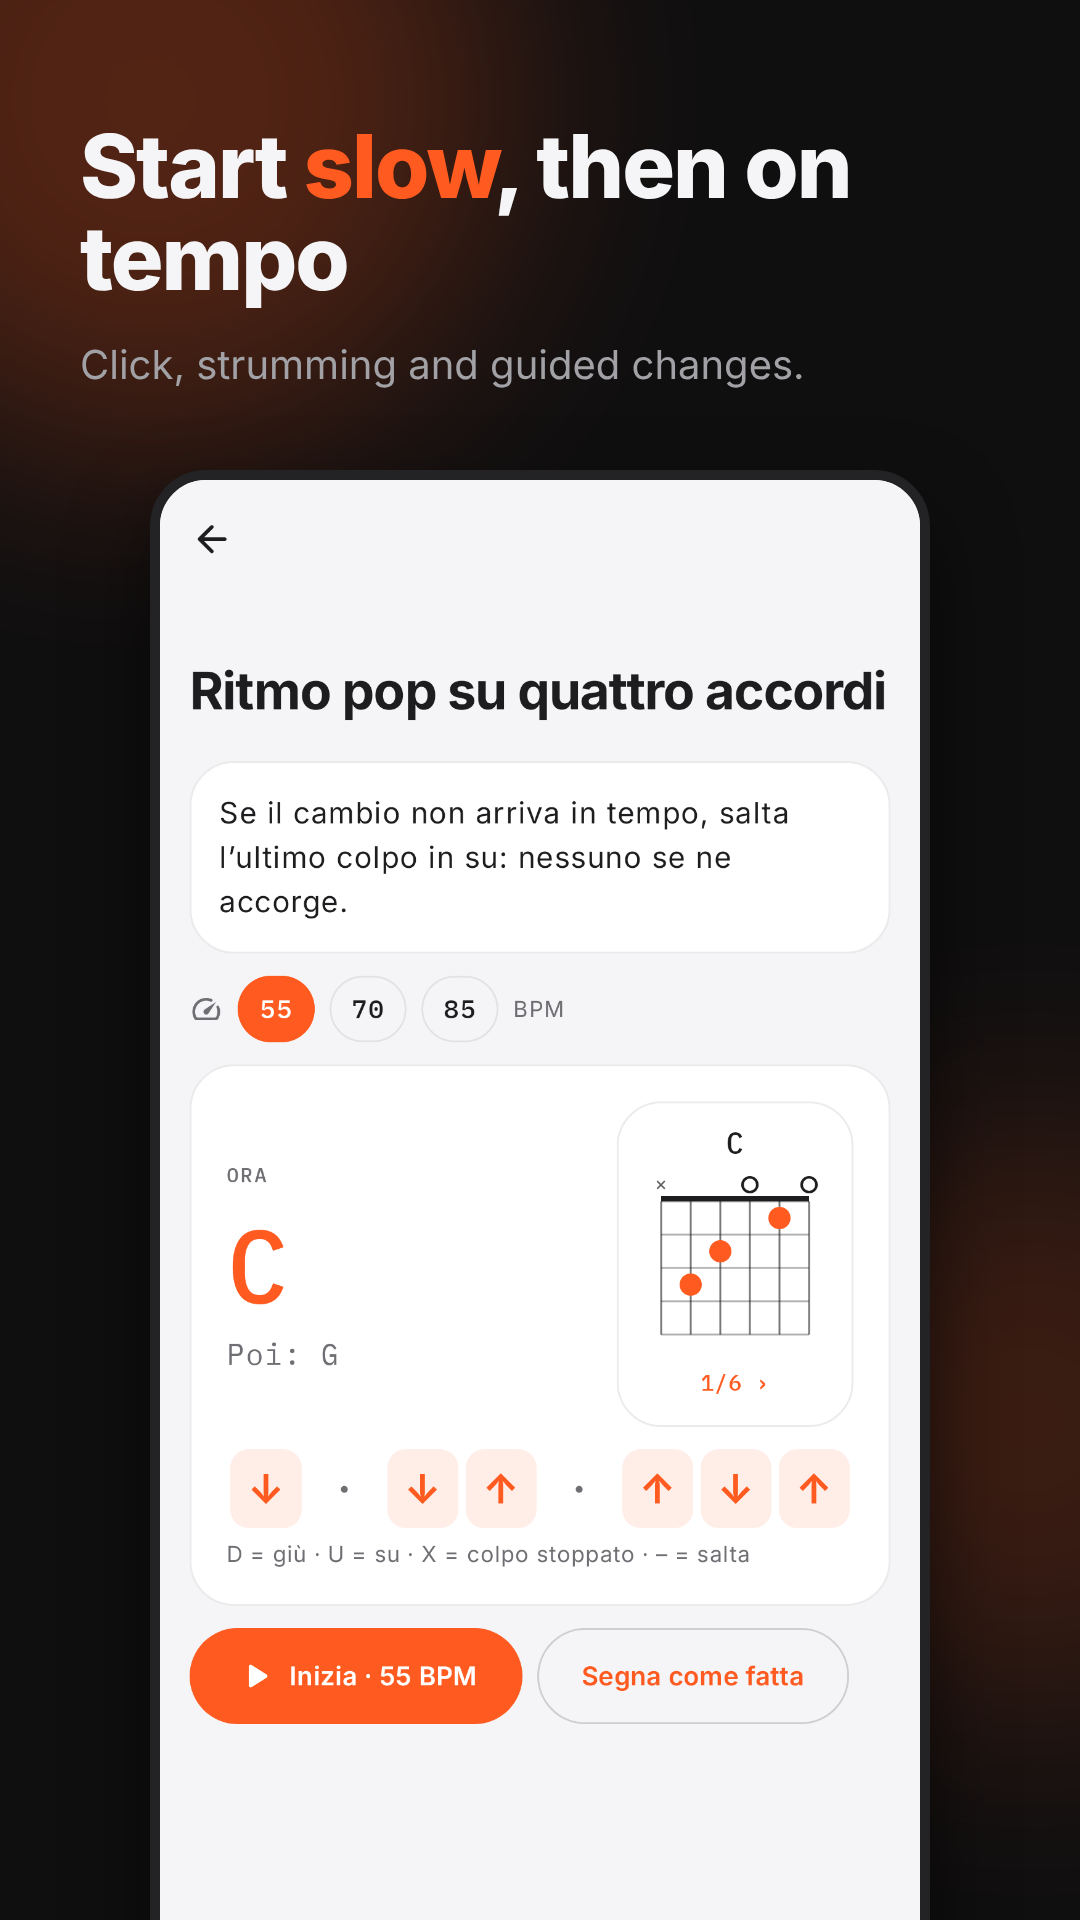 Start slow, then on
tempo
Click, strumming and guided changes.
Ritmo pop su quattro accordi
Se il cambio non arriva in tempo, salta
l’ultimo colpo in su: nessuno se ne
accorge.
55 70 85 BPM
ORA
C
Poi: G
C
×
1/6 ›
D = giù · U = su · X = colpo stoppato · – = salta
Inizia · 55 BPM
Segna come fatta